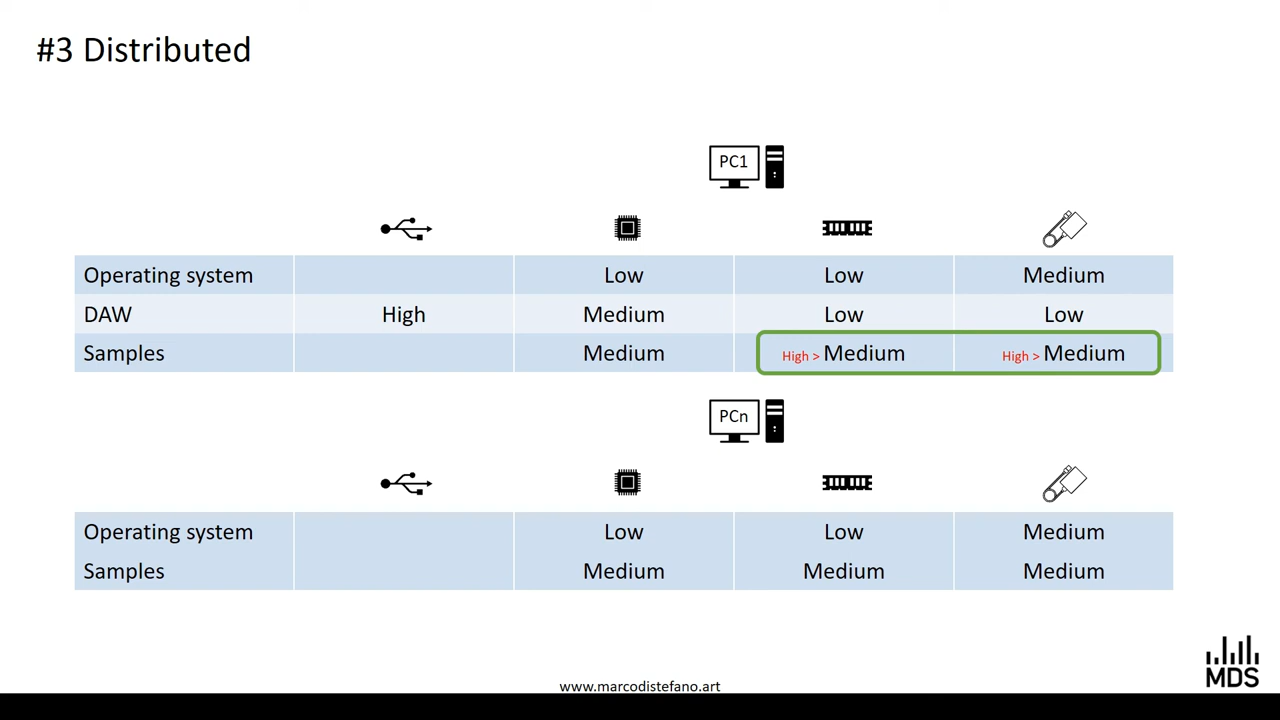 #3 Distributed
PC1
Operating system Low Low Medium
DAW High Medium Low Low
Samples Medium High > Medium High > Medium
PCn
Operating system Low Low Medium
Samples Medium Medium Medium
www.marcodistefano.art
MDS